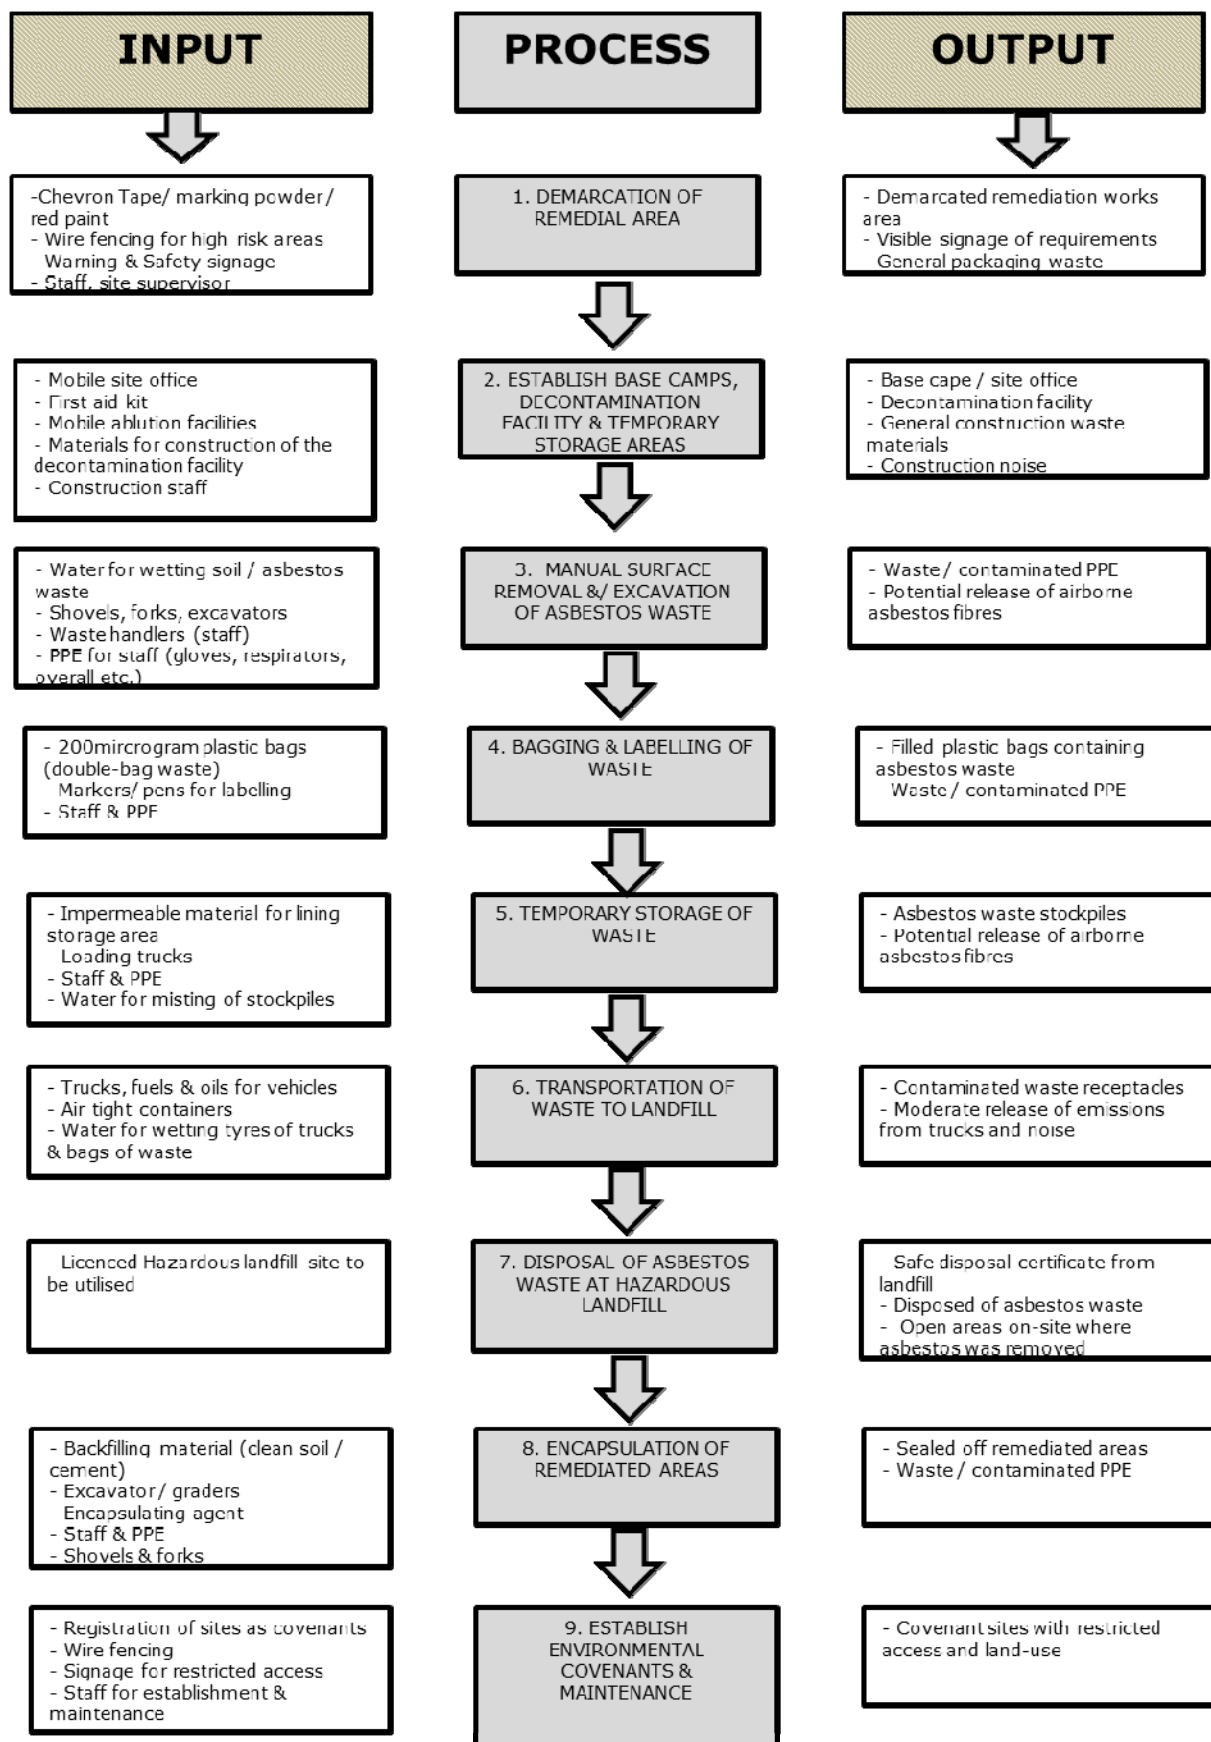 INPUT
PROCESS
OUTPUT
-Chevron Tape/ marking powder /
red paint
- Wire fencing for high risk areas
Warning & Safety signage
- Staff, site supervisor
1. DEMARCATION OF
REMEDIAL AREA
- Demarcated remediation works
area
- Visible signage of requirements
General packaging waste
- Mobile site office
- First aid kit
- Mobile ablution facilities
- Materials for construction of the
decontamination facility
- Construction staff
2. ESTABLISH BASE CAMPS,
DECONTAMINATION
FACILITY & TEMPORARY
STORAGE AREAS
- Base cape / site office
- Decontamination facility
- General construction waste
materials
- Construction noise
- Water for wetting soil / asbestos
waste
- Shovels, forks, excavators
- Waste handlers (staff)
- PPE for staff (gloves, respirators,
overall etc.)
3. MANUAL SURFACE
REMOVAL &/ EXCAVATION
OF ASBESTOS WASTE
- Waste / contaminated PPE
- Potential release of airborne
asbestos fibres
- 200mircrogram plastic bags
(double-bag waste)
Markers/ pens for labelling
- Staff & PPE
4. BAGGING & LABELLING OF
WASTE
- Filled plastic bags containing
asbestos waste
Waste / contaminated PPE
- Impermeable material for lining
storage area
Loading trucks
- Staff & PPE
- Water for misting of stockpiles
5. TEMPORARY STORAGE OF
WASTE
- Asbestos waste stockpiles
- Potential release of airborne
asbestos fibres
- Trucks, fuels & oils for vehicles
- Air tight containers
- Water for wetting tyres of trucks
& bags of waste
6. TRANSPORTATION OF
WASTE TO LANDFILL
- Contaminated waste receptacles
- Moderate release of emissions
from trucks and noise
Licenced Hazardous landfill site to
be utilised
7. DISPOSAL OF ASBESTOS
WASTE AT HAZARDOUS
LANDFILL
Safe disposal certificate from
landfill
- Disposed of asbestos waste
- Open areas on-site where
asbestos was removed
- Backfilling material (clean soil /
cement)
- Excavator / graders
Encapsulating agent
- Staff & PPE
- Shovels & forks
8. ENCAPSULATION OF
REMEDIATED AREAS
- Sealed off remediated areas
- Waste / contaminated PPE
- Registration of sites as covenants
- Wire fencing
- Signage for restricted access
- Staff for establishment &
maintenance
9. ESTABLISH
ENVIRONMENTAL
COVENANTS &
MAINTENANCE
- Covenant sites with restricted
access and land-use